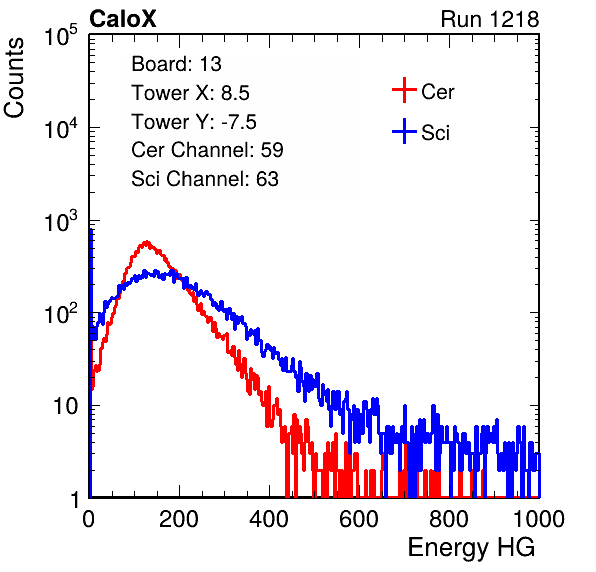 CaloX Run 1218
Counts
10^5
10^4
10^3
10^2
10
1
Board: 13
Tower X: 8.5
Tower Y: -7.5
Cer Channel: 59
Sci Channel: 63
Cer
Sci
0 200 400 600 800 1000
Energy HG